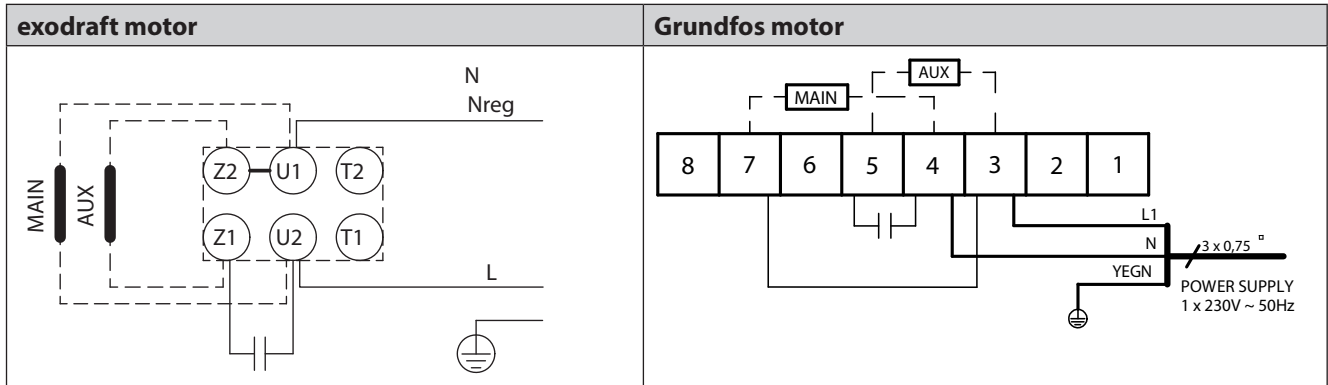 exodraft motor
N
Nreg
MAIN
AUX
Z2
U1
T2
Z1
U2
T1
L
Grundfos motor
AUX
MAIN
8 7 6 5 4 3 2 1
L1
N
3 x 0,75 ¤
YEGN
POWER SUPPLY
1 x 230V ~ 50Hz